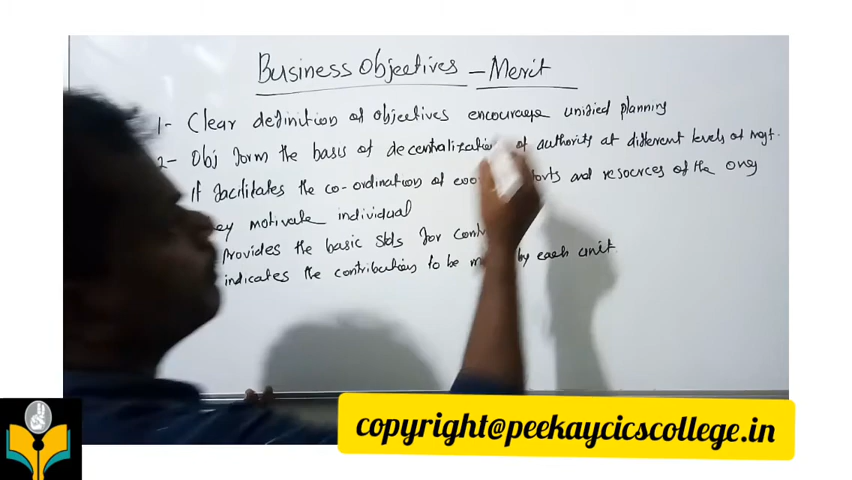 Business Objectives - Merit
1- Clear definition of objectives encourage unified planning
2- Obj form the basis of decentralization of authority at different levels of mgt.
It facilitates the co-ordination of and resources of the
motivate individual
Provides the basic stds for
indicates the contribution to be by each unit
copyright@peekaycicscollege.in